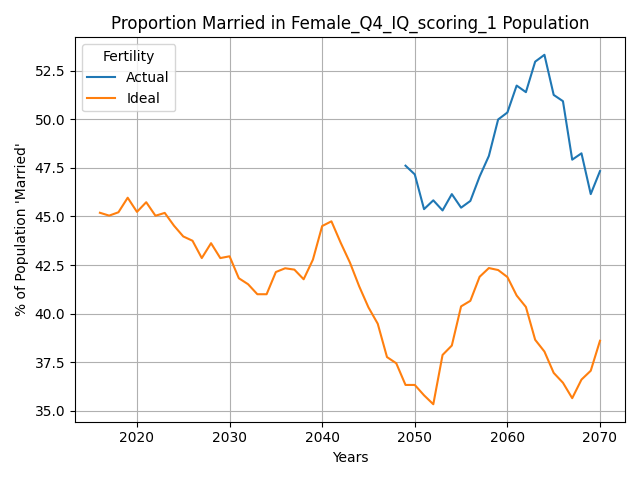 Proportion Married in Female_Q4_IQ_scoring_1 Population
Fertility
Actual
Ideal
% of Population 'Married'
52.5
50.0
47.5
45.0
42.5
40.0
37.5
35.0
2020 2030 2040 2050 2060 2070
Years